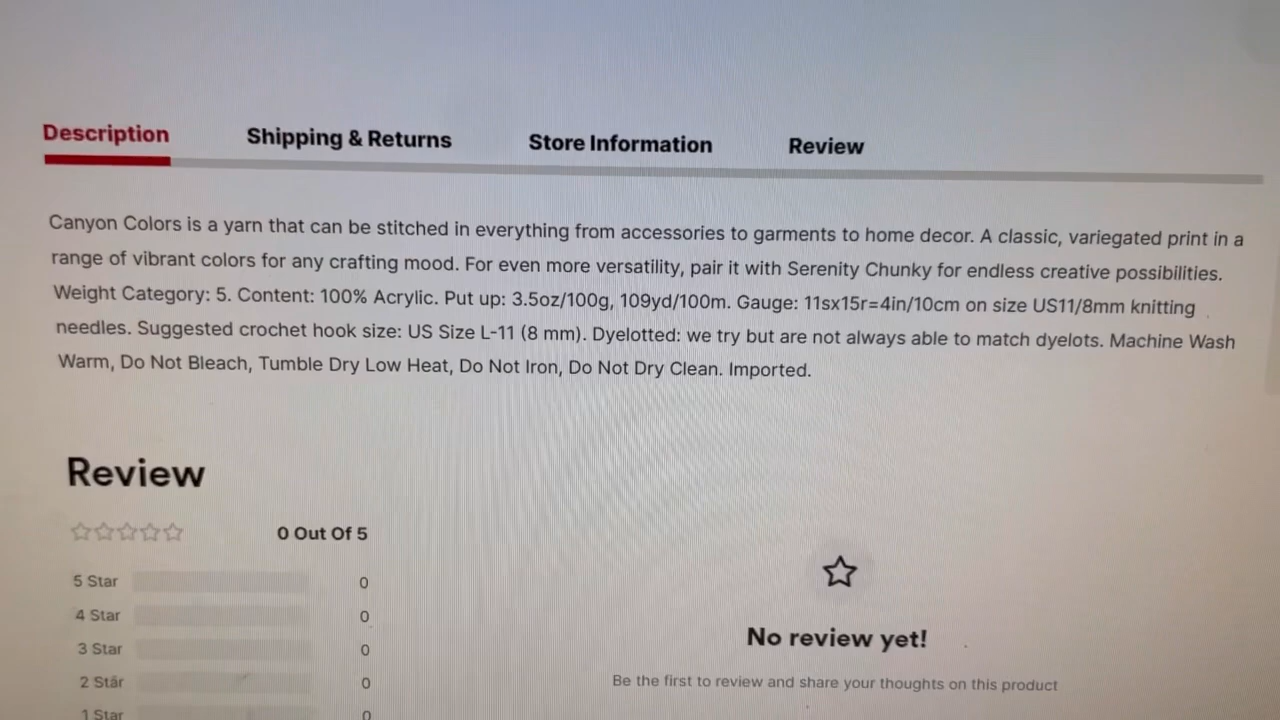 Description Shipping & Returns Store Information Review
Canyon Colors is a yarn that can be stitched in everything from accessories to garments to home decor. A classic, variegated print in a
range of vibrant colors for any crafting mood. For even more versatility, pair it with Serenity Chunky for endless creative possibilities.
Weight Category: 5. Content: 100% Acrylic. Put up: 3.5oz/100g, 109yd/100m. Gauge: 11sx15r=4in/10cm on size US11/8mm knitting
needles. Suggested crochet hook size: US Size L-11 (8 mm). Dyelotted: we try but are not always able to match dyelots. Machine Wash
Warm, Do Not Bleach, Tumble Dry Low Heat, Do Not Iron, Do Not Dry Clean. Imported.
Review
0 Out Of 5
5 Star 0
4 Star 0
3 Star 0
2 Star 0
1 Star 0
No review yet!
Be the first to review and share your thoughts on this product